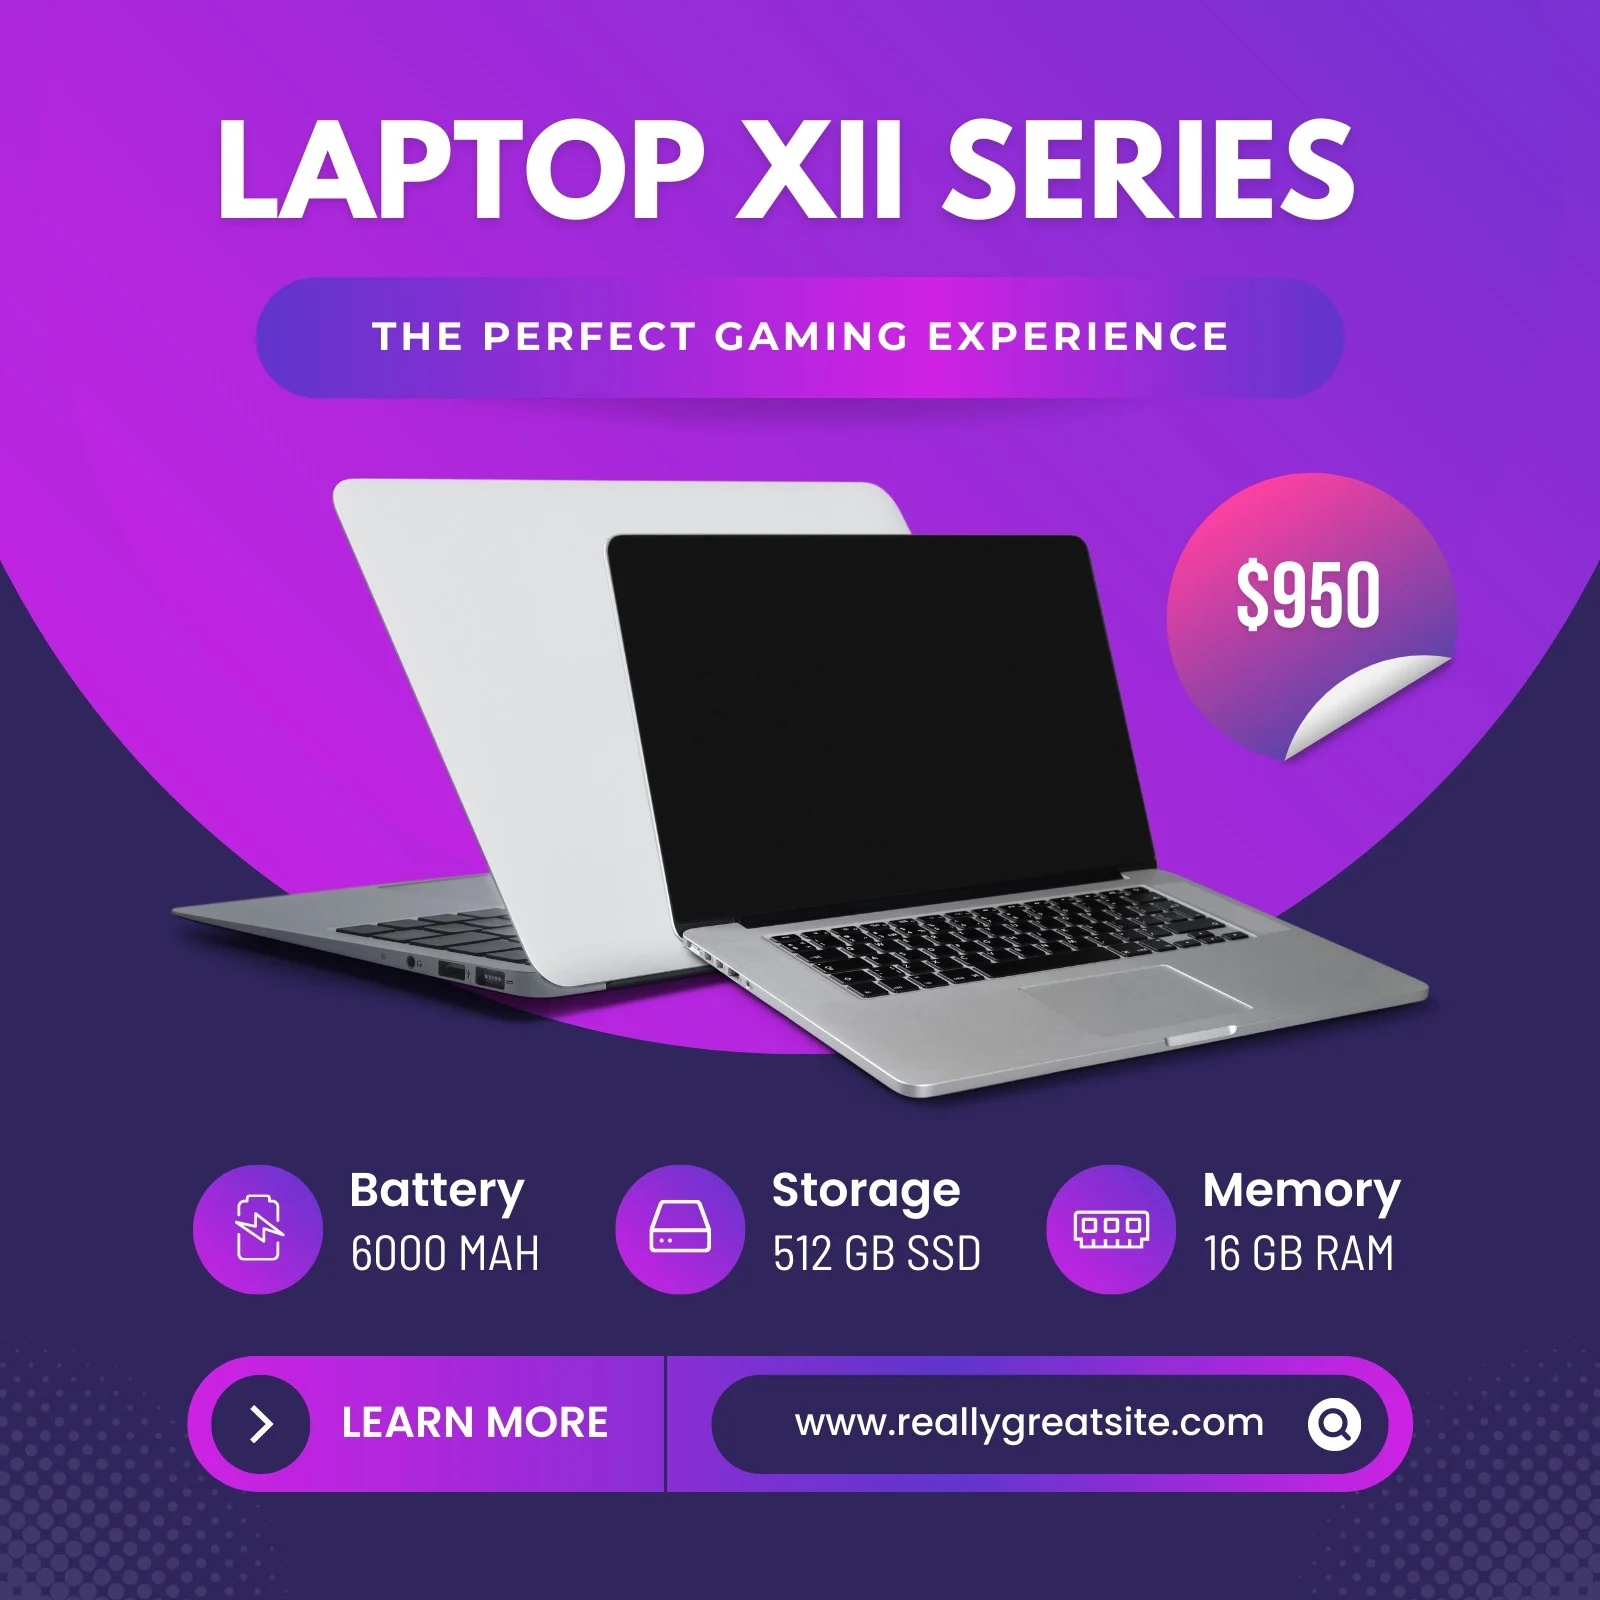 LAPTOP XII SERIES
THE PERFECT GAMING EXPERIENCE
$950
Battery
6000 MAH
Storage
512 GB SSD
Memory
16 GB RAM
LEARN MORE
www.reallygreatsite.com